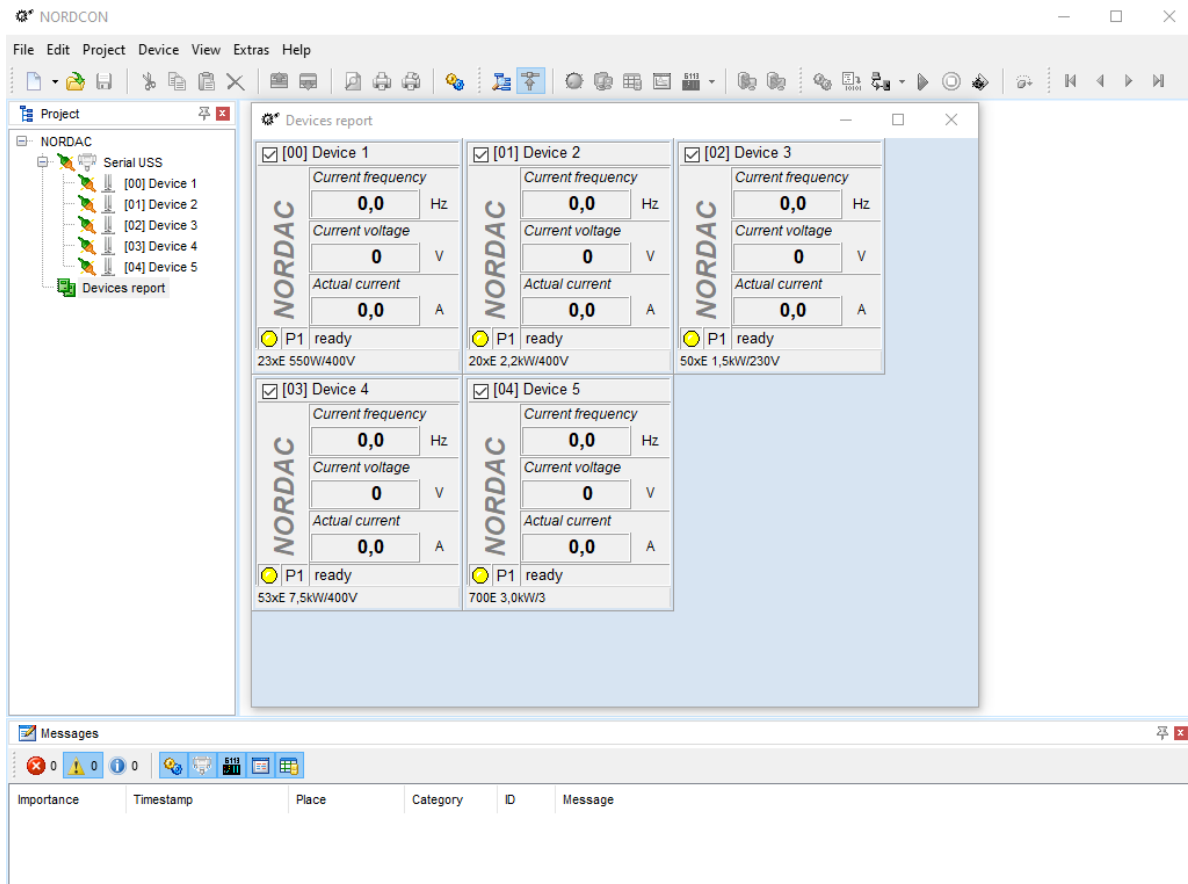 NORDCON
File Edit Project Device View Extras Help
Project
NORDAC
Serial USS
[00] Device 1
[01] Device 2
[02] Device 3
[03] Device 4
[04] Device 5
Devices report
Devices report
[00] Device 1
Current frequency
0,0 Hz
Current voltage
0 V
Actual current
0,0 A
NORDAC
P1 ready
23xE 550W/400V
[01] Device 2
Current frequency
0,0 Hz
Current voltage
0 V
Actual current
0,0 A
NORDAC
P1 ready
20xE 2,2kW/400V
[02] Device 3
Current frequency
0,0 Hz
Current voltage
0 V
Actual current
0,0 A
NORDAC
P1 ready
50xE 1,5kW/230V
[03] Device 4
Current frequency
0,0 Hz
Current voltage
0 V
Actual current
0,0 A
NORDAC
P1 ready
53xE 7,5kW/400V
[04] Device 5
Current frequency
0,0 Hz
Current voltage
0 V
Actual current
0,0 A
NORDAC
P1 ready
700E 3,0kW/3
Messages
0 0 0
Importance Timestamp Place Category ID Message